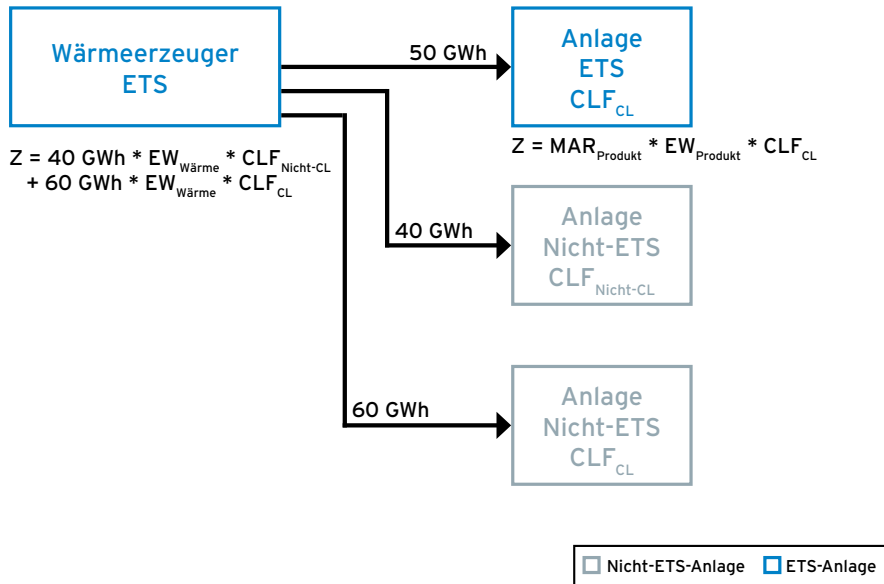 Wärmeerzeuger
ETS
50 GWh
Anlage
ETS
CLF_CL
Z = 40 GWh * EW_Wärme * CLF_Nicht-CL
+ 60 GWh * EW_Wärme * CLF_CL
Z = MAR_Produkt * EW_Produkt * CLF_CL
40 GWh
Anlage
Nicht-ETS
CLF_Nicht-CL
60 GWh
Anlage
Nicht-ETS
CLF_CL
Nicht-ETS-Anlage ETS-Anlage